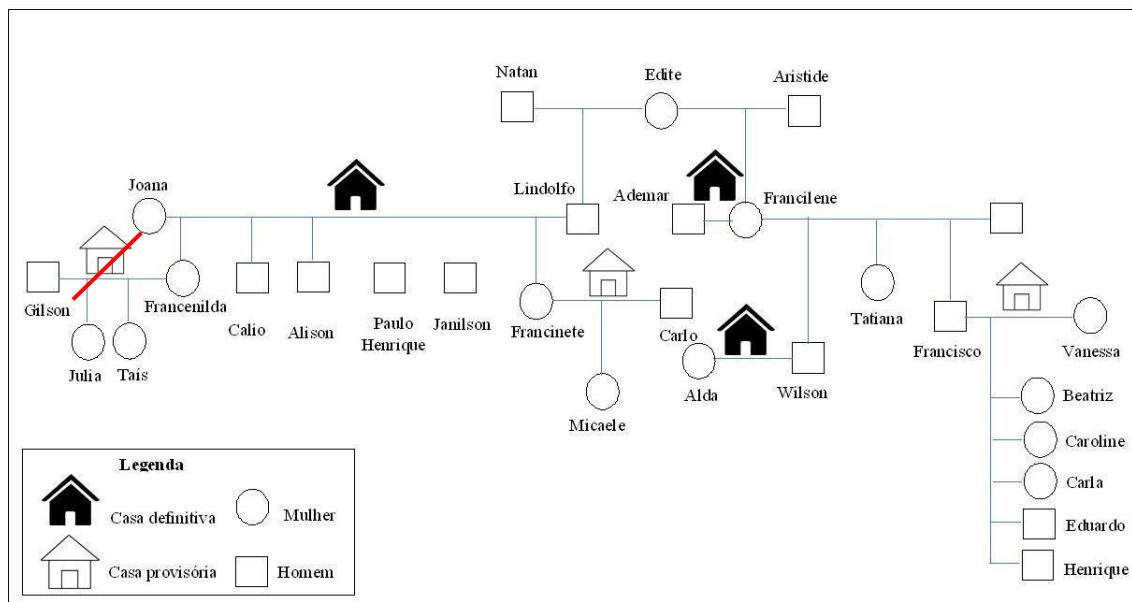 Natan
Edite
Aristide
Joana
Lindolfo
Ademar
Francilene
Gilson
Francenilda
Calio
Alison
Paulo
Henrique
Janilson
Francinete
Carlo
Tatiana
Francisco
Vanessa
Julia
Taís
Micaele
Alda
Wilson
Beatriz
Caroline
Carla
Eduardo
Henrique
Legenda
Casa definitiva
Mulher
Casa provisória
Homem